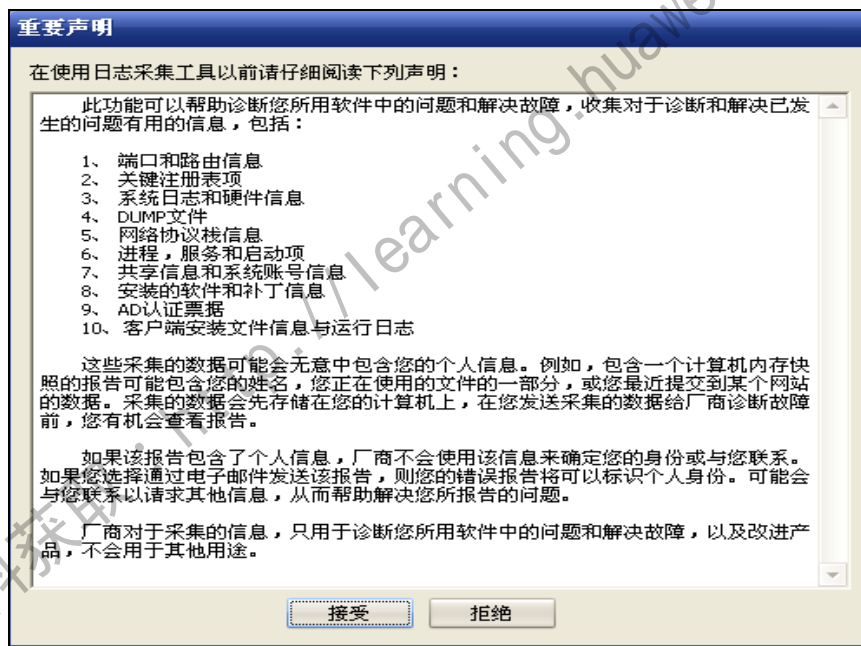 重要声明
在使用日志采集工具以前请仔细阅读下列声明：
此功能可以帮助诊断您所用软件中的问题和解决故障，收集对于诊断和解决已发
生的问题有用的信息，包括：
1、 端口和路由信息
2、 关键注册表项
3、 系统日志和硬件信息
4、 DUMP文件
5、 网络协议栈信息
6、 进程，服务和启动项
7、 共享信息和系统账号信息
8、 安装的软件和补丁信息
9、 AD认证票据
10、客户端安装文件信息与运行日志
这些采集的数据可能会无意中包含您的个人信息。例如，包含一个计算机内存快
照的报告可能包含您的姓名，您正在使用的文件的一部分，或您最近提交到某个网站
的数据。采集的数据会先存储在您的计算机上，在您发送采集的数据给厂商诊断故障
前，您有机会查看报告。
如果该报告包含了个人信息，厂商不会使用该信息来确定您的身份或与您联系。
如果您选择通过电子邮件发送该报告，则您的错误报告将可以标识个人身份。可能会
与您联系以请求其他信息，从而帮助解决您所报告的问题。
厂商对于采集的信息，只用于诊断您所用软件中的问题和解决故障，以及改进产
品，不会用于其他用途。
接受 拒绝
获取：http://learning.huawe